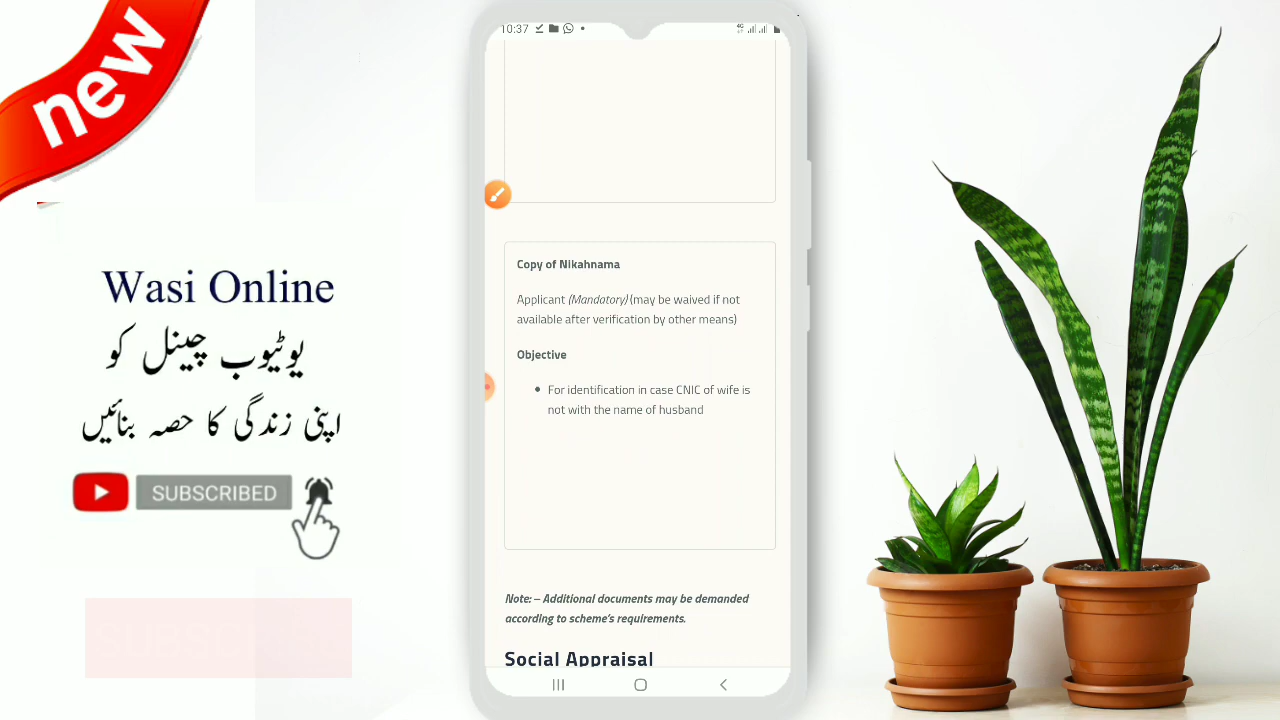 new
Wasi Online
یوٹیوب چینل کو
اپنی زندگی کا حصہ بنائیں
SUBSCRIBED
SUBSC
10:37
4G
Copy of Nikahnama
Applicant (Mandatory) (may be waived if not
available after verification by other means)
Objective
• For identification in case CNIC of wife is
not with the name of husband
Note: – Additional documents may be demanded
according to scheme's requirements.
Social Appraisal